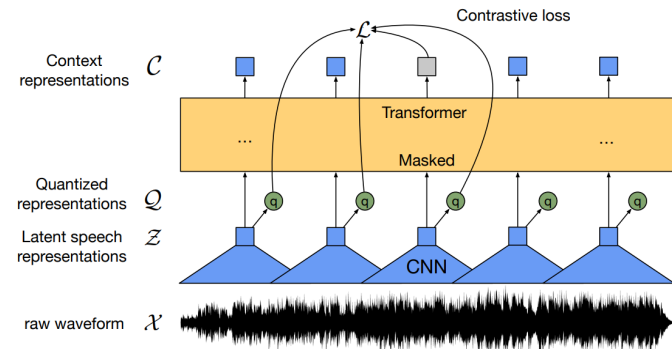 Contrastive loss
ℒ
Context
representations 𝒞
Transformer
... ...
Masked
Quantized
representations 𝒬
q q q q q
Latent speech
representations 𝒵
CNN
raw waveform 𝒳